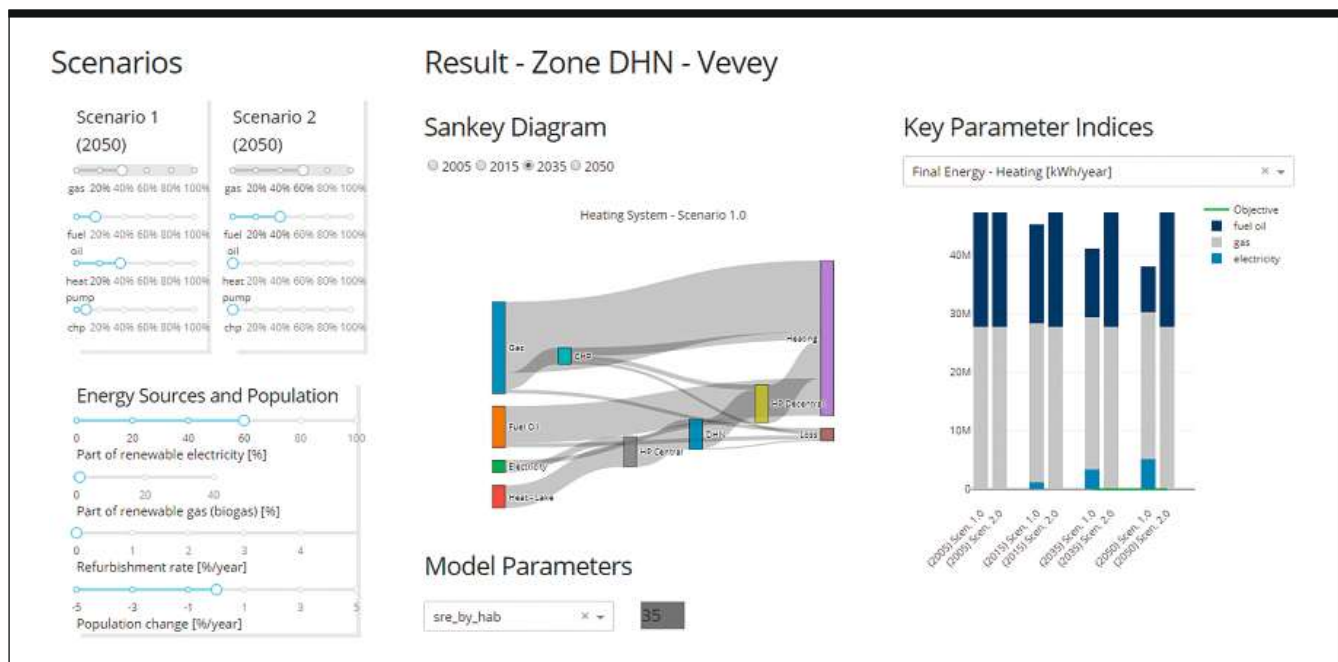 Scenarios
Scenario 1
(2050)
gas 20% 40% 60% 80% 100%
fuel 20% 40% 60% 80% 100%
oil
heat 20% 40% 60% 80% 100%
pump
chp 20% 40% 60% 80% 100%
Scenario 2
(2050)
gas 20% 40% 60% 80% 100%
fuel 20% 40% 60% 80% 100%
oil
heat 20% 40% 60% 80% 100%
pump
chp 20% 40% 60% 80% 100%
Energy Sources and Population
0 20 40 60 80 100
Part of renewable electricity [%]
0 20 40
Part of renewable gas (biogas) [%]
0 1 2 3 4
Refurbishment rate [%/year]
-5 -3 -1 1 3 5
Population change [%/year]
Result - Zone DHN - Vevey
Sankey Diagram
2005 2015 2035 2050
Heating System - Scenario 1.0
Gas
CHP
Heating
Fuel Oil
HP Decentral
DHN
Loss
Electricity
HP Central
Heat-Lake
Model Parameters
sre_by_hab × 
35
Key Parameter Indices
Final Energy - Heating [kWh/year] ×
Objective
fuel oil
gas
electricity
40M
30M
20M
10M
0
(2005) Scen. 1.0
(2005) Scen. 2.0
(2015) Scen. 1.0
(2015) Scen. 2.0
(2035) Scen. 1.0
(2035) Scen. 2.0
(2050) Scen. 1.0
(2050) Scen. 2.0